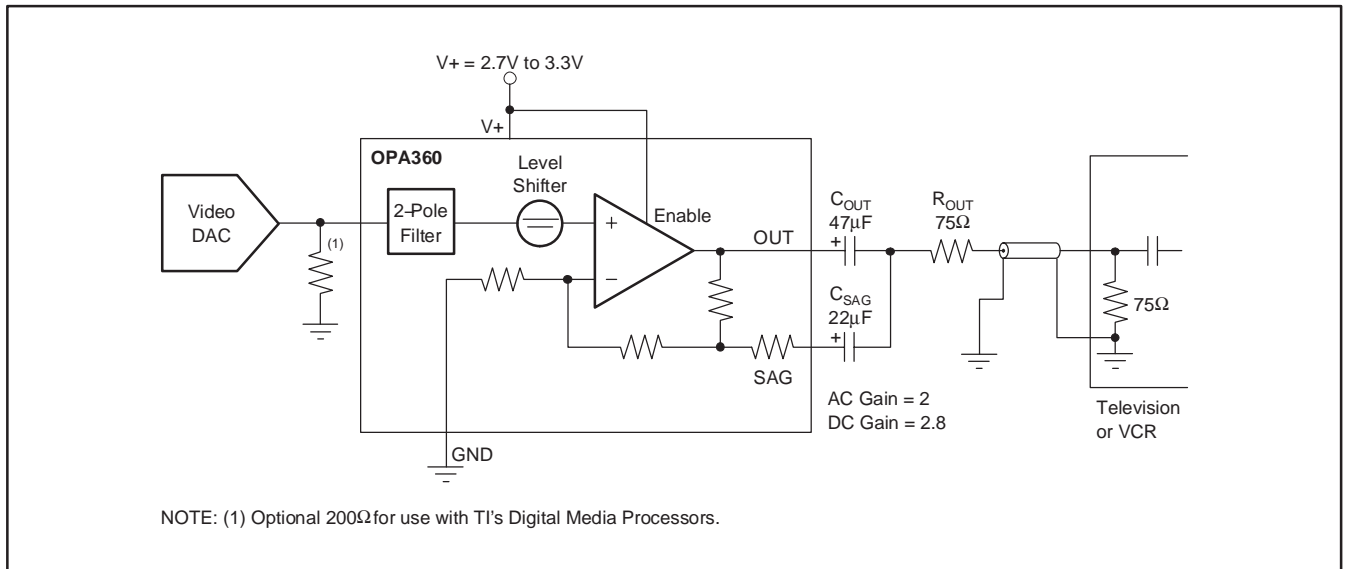 V+ = 2.7V to 3.3V
V+
OPA360
Level
Shifter
Video
DAC
2–Pole
Filter
(1)
+
Enable
−
OUT
COUT
47µF
+
ROUT
75Ω
CSAG
22µF
+
SAG
75Ω
AC Gain = 2
DC Gain = 2.8
Television
or VCR
GND
NOTE: (1) Optional 200Ω for use with TI's Digital Media Processors.